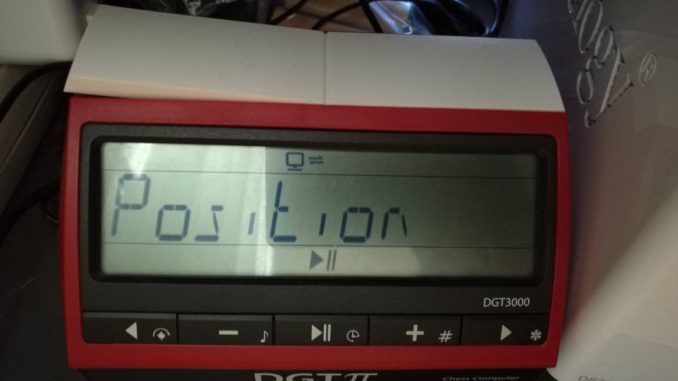 Position
DGT3000
DGT π
Chess Computer